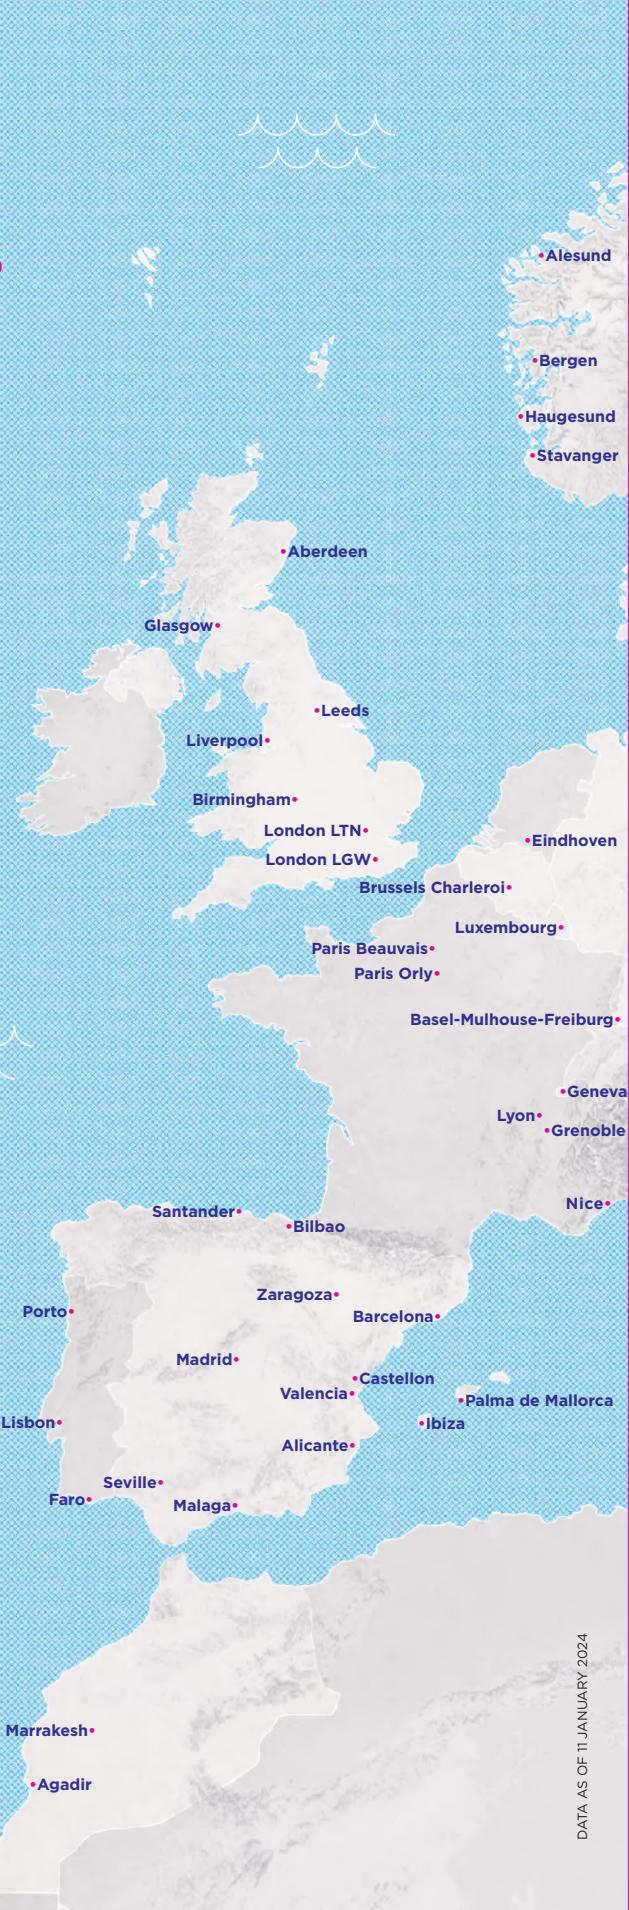 Alesund
Bergen
Haugesund
Stavanger
Aberdeen
Glasgow
Leeds
Liverpool
Birmingham
London LTN
London LGW
Eindhoven
Brussels Charleroi
Luxembourg
Paris Beauvais
Paris Orly
Basel-Mulhouse-Freiburg
Geneva
Lyon
Grenoble
Nice
Santander
Bilbao
Zaragoza
Porto
Barcelona
Madrid
Castellon
Valencia
Palma de Mallorca
Lisbon
Ibiza
Alicante
Seville
Faro
Malaga
Marrakesh
Agadir
DATA AS OF 11 JANUARY 2024